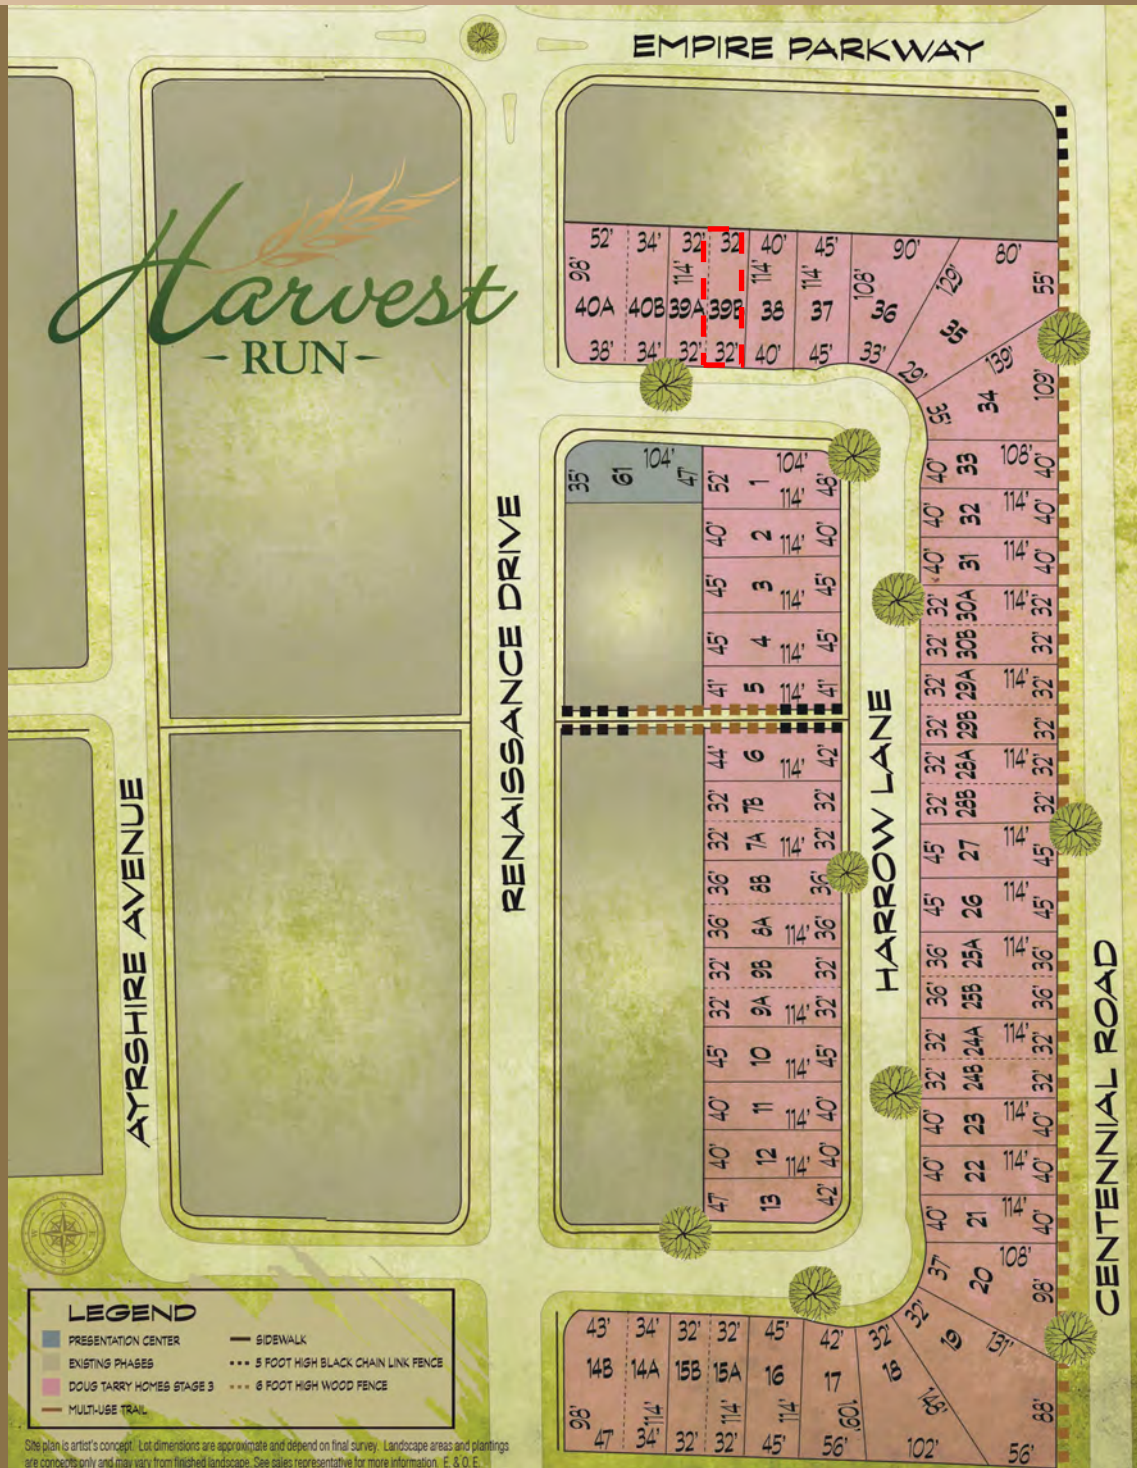 EMPIRE PARKWAY
Harvest
- RUN -
52' 34' 32' 32' 40' 45' 90' 80'
98' 114' 114' 114' 108' 129' 55'
40A 40B 39A 39B 38 37 36 35
38' 34' 32' 32' 40' 45' 33' 29' 139'
35' 34 109'
35' 61 104' 47' 52' 1 104' 114' 48'
40' 33 108' 40'
40' 2 114' 40'
40' 32 114' 40'
45' 3 114' 45'
40' 31 114' 40'
32' 30A 114' 32'
45' 4 114' 45'
32' 30B 32'
41' 5 114' 41'
32' 29A 114' 32'
32' 29B 32'
44' 6 114' 42'
32' 28A 114' 32'
32' 7B 32'
32' 28B 32'
32' 7A 114' 32'
45' 27 114' 45'
36' 8B 36'
45' 26 114' 45'
36' 8A 114' 36'
36' 25A 114' 36'
32' 9B 32'
36' 25B 36'
32' 9A 114' 32'
32' 24A 114' 32'
45' 10 114' 45'
32' 24B 32'
40' 11 114' 40'
40' 23 114' 40'
40' 12 114' 40'
40' 22 114' 40'
47' 13 42'
40' 21 114' 40'
37' 20 108' 98'
32' 19 131'
AYRSHIRE AVENUE
RENAISSANCE DRIVE
HARROW LANE
CENTENNIAL ROAD
43' 34' 32' 32' 45' 42' 32'
14B 14A 15B 15A 16 17 18
98' 114' 114' 114' 109' 146' 88'
47' 34' 32' 32' 45' 56' 102' 56'
LEGEND
PRESENTATION CENTER
EXISTING PHASES
DOUG TARRY HOMES STAGE 3
MULTI-USE TRAIL
SIDEWALK
5 FOOT HIGH BLACK CHAIN LINK FENCE
6 FOOT HIGH WOOD FENCE
Site plan is artist's concept. Lot dimensions are approximate and depend on final survey. Landscape areas and plantings
are concepts only and may vary from finished landscape. See sales representative for more information. E. & O. E.